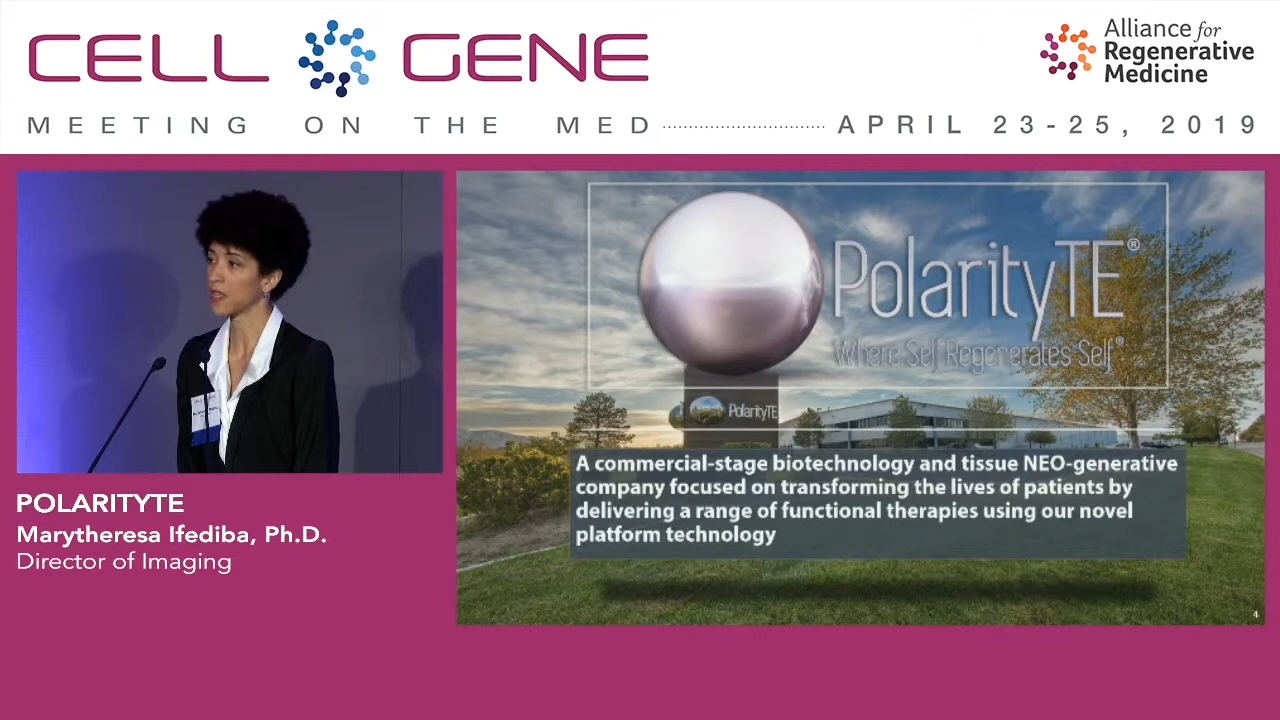 CELL GENE
MEETING ON THE MED
APRIL 23-25, 2019
Alliance for
Regenerative
Medicine
POLARITYTE
Marytheresa Ifediba, Ph.D.
Director of Imaging
PolarityTE®
Where Self Regenerates Self®
PolarityTE
A commercial-stage biotechnology and tissue NEO-generative
company focused on transforming the lives of patients by
delivering a range of functional therapies using our novel
platform technology
4